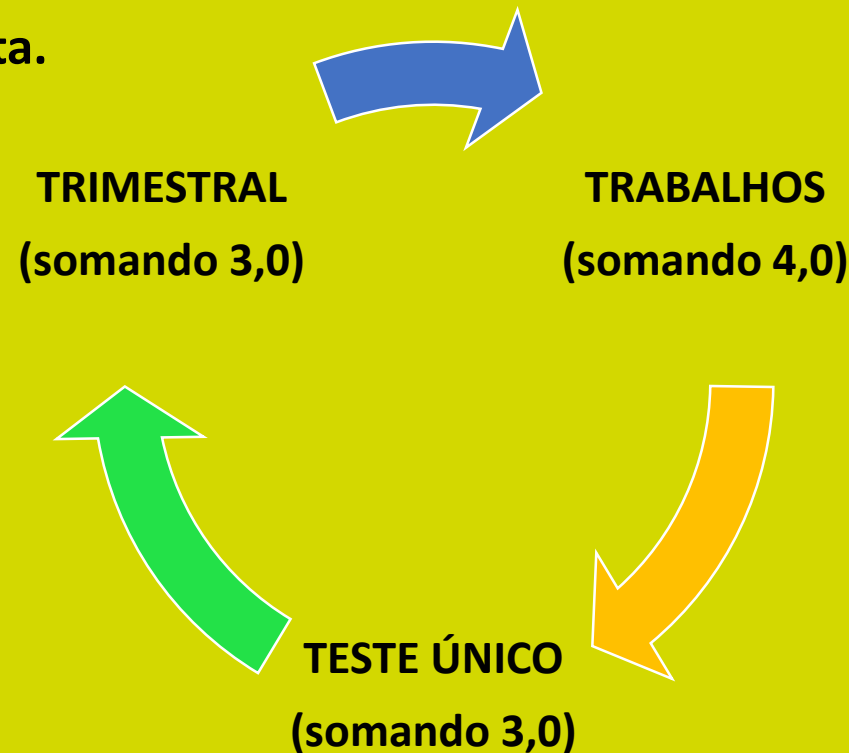 ta.
TRIMESTRAL
(somando 3,0)
TRABALHOS
(somando 4,0)
TESTE ÚNICO
(somando 3,0)